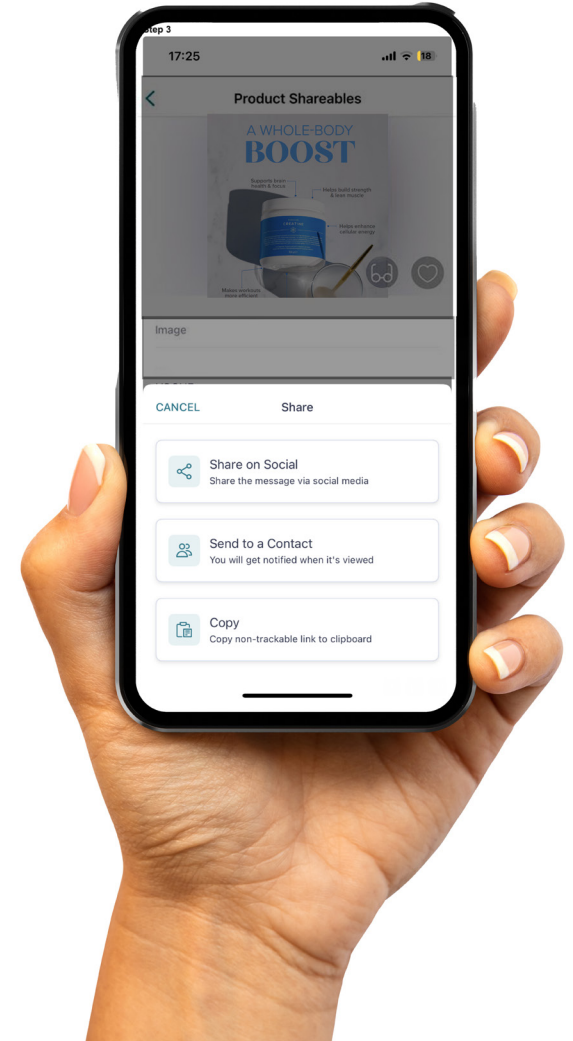 Step 3
17:25
18
Product Shareables
A WHOLE-BODY
BOOST
Supports brain
health & focus
Helps build strength
& lean muscle
Helps enhance
cellular energy
Makes workouts
more efficient
Image
CANCEL
Share
Share on Social
Share the message via social media
Send to a Contact
You will get notified when it's viewed
Copy
Copy non-trackable link to clipboard